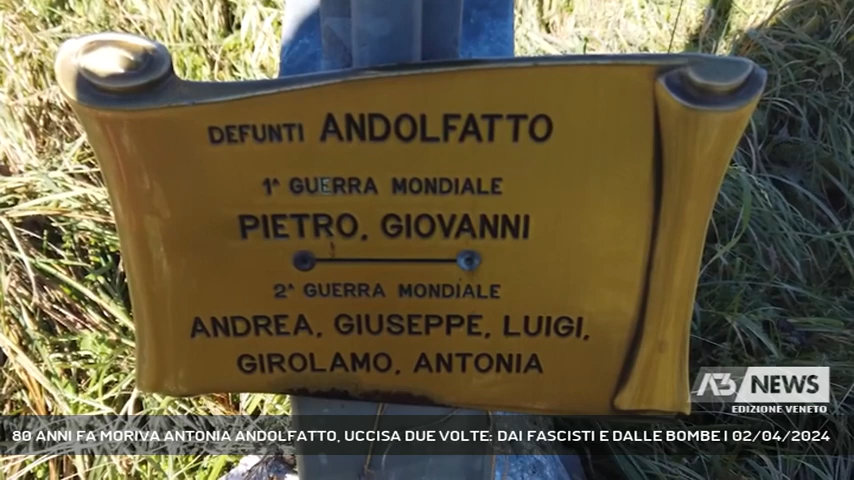 DEFUNTI ANDOLFATTO
1ª GUERRA MONDIALE
PIETRO, GIOVANNI
2ª GUERRA MONDIALE
ANDREA, GIUSEPPE, LUIGI,
GIROLAMO, ANTONIA
A3 NEWS
EDIZIONE VENETO
80 ANNI FA MORIVA ANTONIA ANDOLFATTO, UCCISA DUE VOLTE: DAI FASCISTI E DALLE BOMBE | 02/04/2024